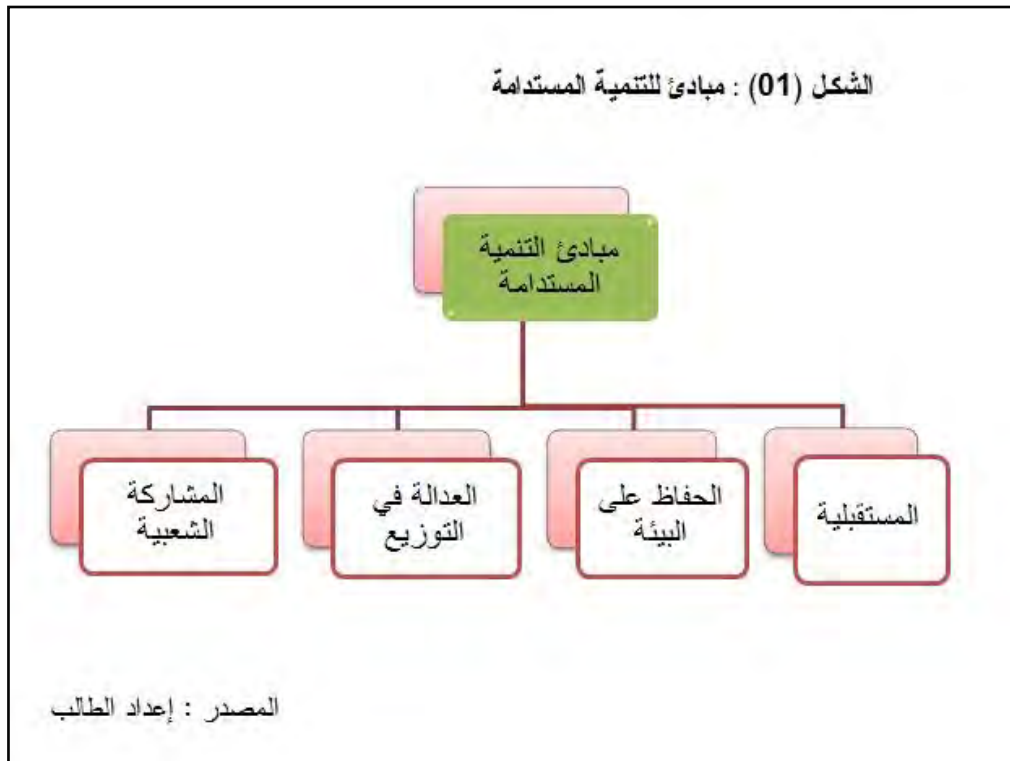 الشكل (01) : مبادئ للتنمية المستدامة
مبادئ التنمية
المستدامة
المستقبلية
الحفاظ على
البيئة
العدالة في
التوزيع
المشاركة
الشعبية
المصدر : إعداد الطالب